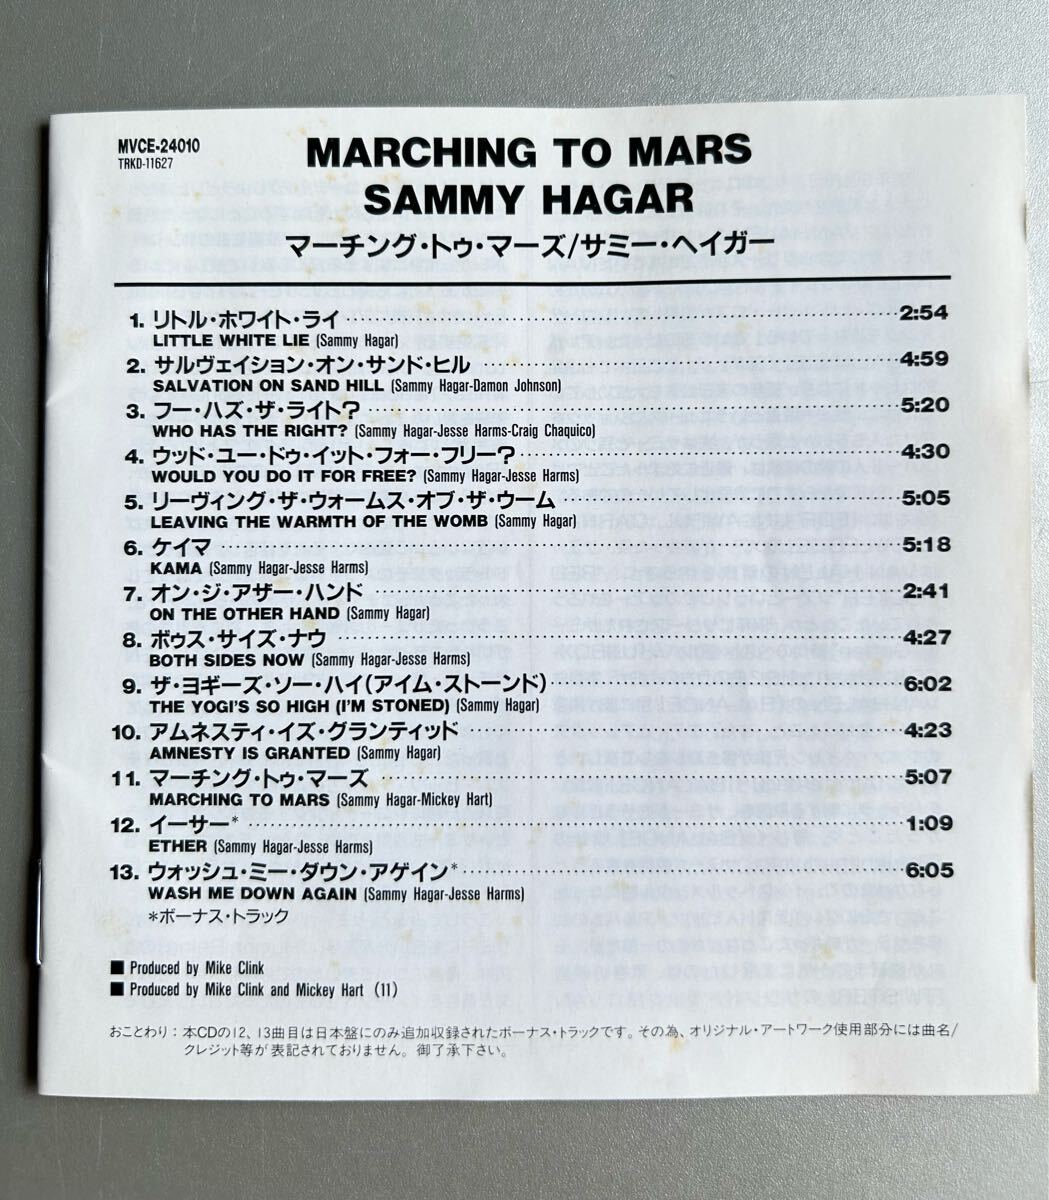 MVCE-24010
TRKD-11627
MARCHING TO MARS
SAMMY HAGAR
マーチング・トゥ・マーズ/サミー・ヘイガー
1. リトル・ホワイト・ライ 2:54
LITTLE WHITE LIE (Sammy Hagar)
2. サルヴェイション・オン・サンド・ヒル 4:59
SALVATION ON SAND HILL (Sammy Hagar-Damon Johnson)
3. フー・ハズ・ザ・ライト? 5:20
WHO HAS THE RIGHT? (Sammy Hagar-Jesse Harms-Craig Chaquico)
4. ウッド・ユー・ドゥ・イット・フォー・フリー? 4:30
WOULD YOU DO IT FOR FREE? (Sammy Hagar-Jesse Harms)
5. リーヴィング・ザ・ウォームス・オブ・ザ・ウーム 5:05
LEAVING THE WARMTH OF THE WOMB (Sammy Hagar)
6. ケイマ 5:18
KAMA (Sammy Hagar-Jesse Harms)
7. オン・ジ・アザー・ハンド 2:41
ON THE OTHER HAND (Sammy Hagar)
8. ボゥス・サイズ・ナウ 4:27
BOTH SIDES NOW (Sammy Hagar-Jesse Harms)
9. ザ・ヨギーズ・ソー・ハイ(アイム・ストーンド) 6:02
THE YOGI'S SO HIGH (I'M STONED) (Sammy Hagar)
10. アムネスティ・イズ・グランティッド 4:23
AMNESTY IS GRANTED (Sammy Hagar)
11. マーチング・トゥ・マーズ 5:07
MARCHING TO MARS (Sammy Hagar-Mickey Hart)
12. イーサー* 1:09
ETHER (Sammy Hagar-Jesse Harms)
13. ウォッシュ・ミー・ダウン・アゲイン* 6:05
WASH ME DOWN AGAIN (Sammy Hagar-Jesse Harms)
*ボーナス・トラック
■ Produced by Mike Clink
■ Produced by Mike Clink and Mickey Hart (11)
おことわり:本CDの12、13曲目は日本盤にのみ追加収録されたボーナス・トラックです。その為、オリジナル・アートワーク使用部分には曲名/
クレジット等が表記されておりません。御了承下さい。